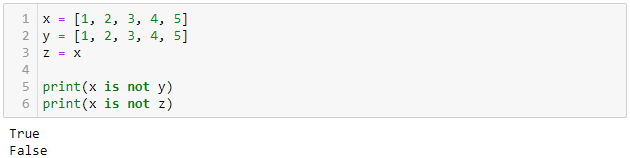 1 x = [1, 2, 3, 4, 5]
2 y = [1, 2, 3, 4, 5]
3 z = x
4
5 print(x is not y)
6 print(x is not z)
True
False